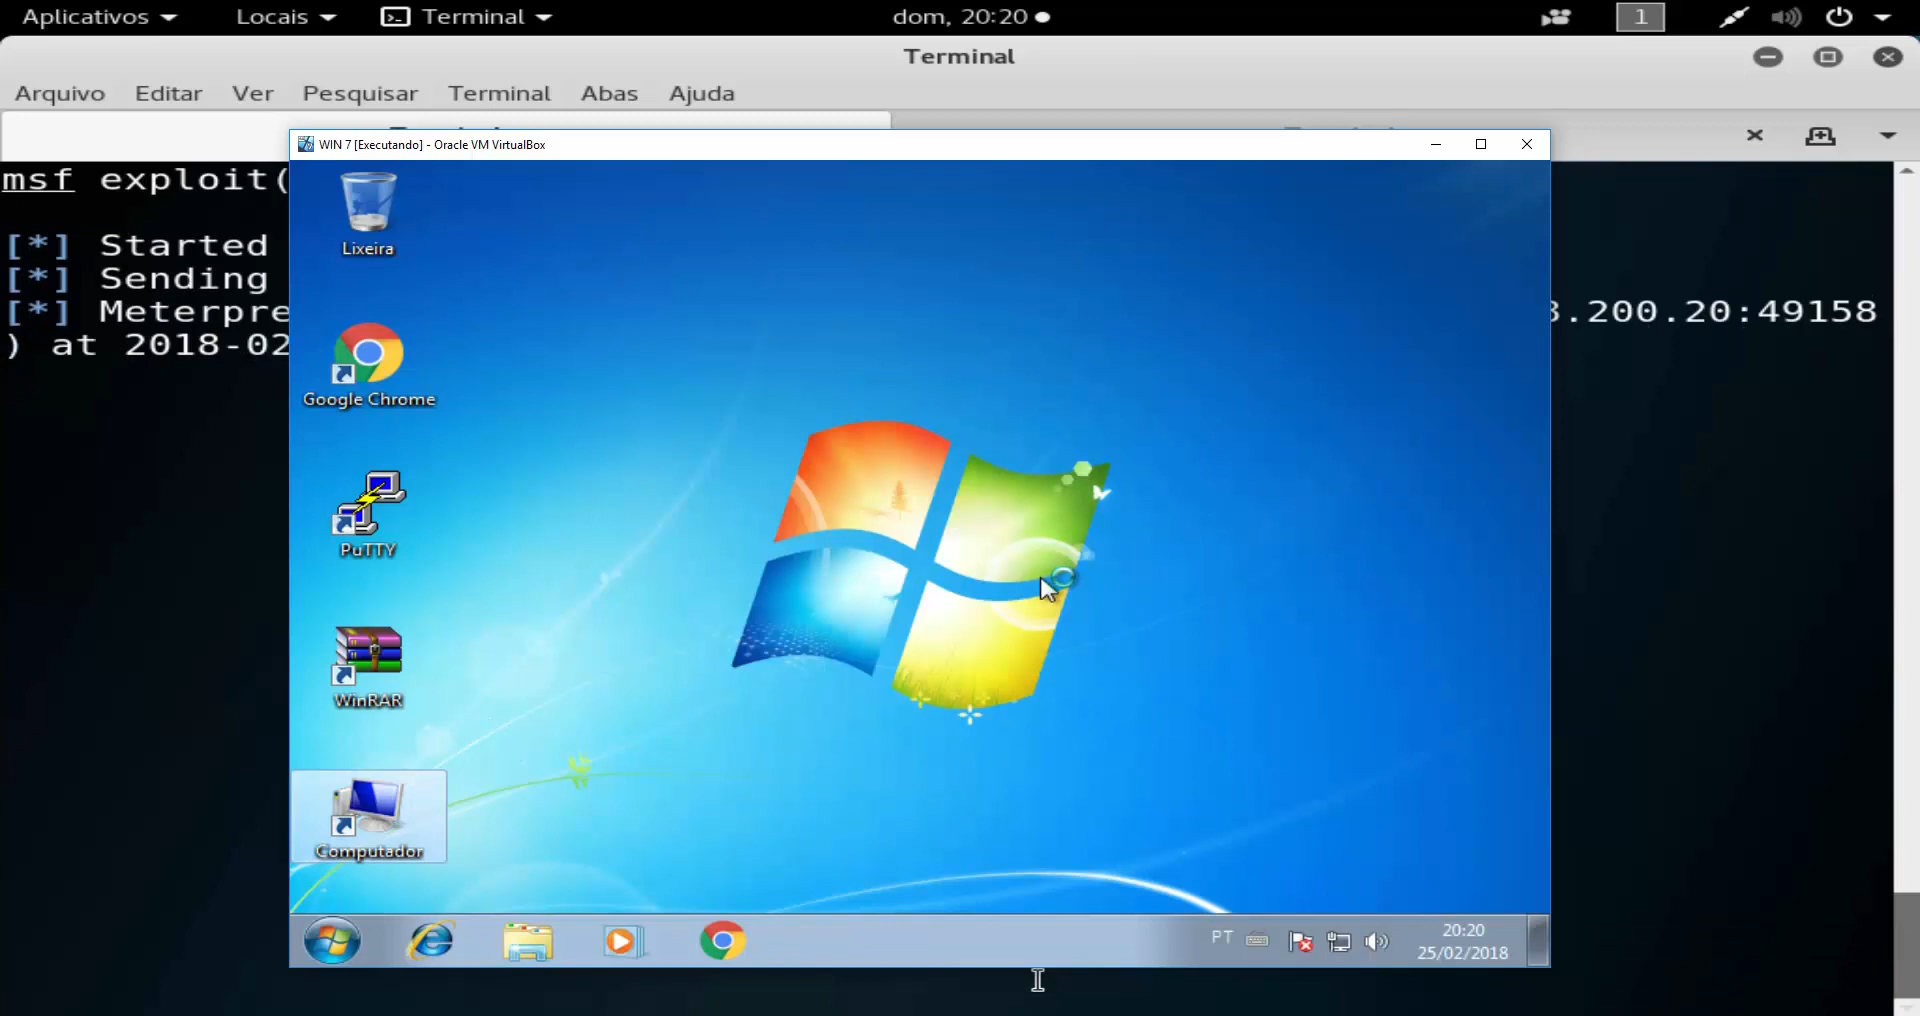 Aplicativos Locais Terminal dom, 20:20 1
Terminal
Arquivo Editar Ver Pesquisar Terminal Abas Ajuda
WIN 7 [Executando] - Oracle VM VirtualBox
msf exploit(
[*] Started
[*] Sending
[*] Meterpre 3.200.20:49158
) at 2018-02
Lixeira
Google Chrome
PuTTY
WinRAR
Computador
PT 20:20
25/02/2018